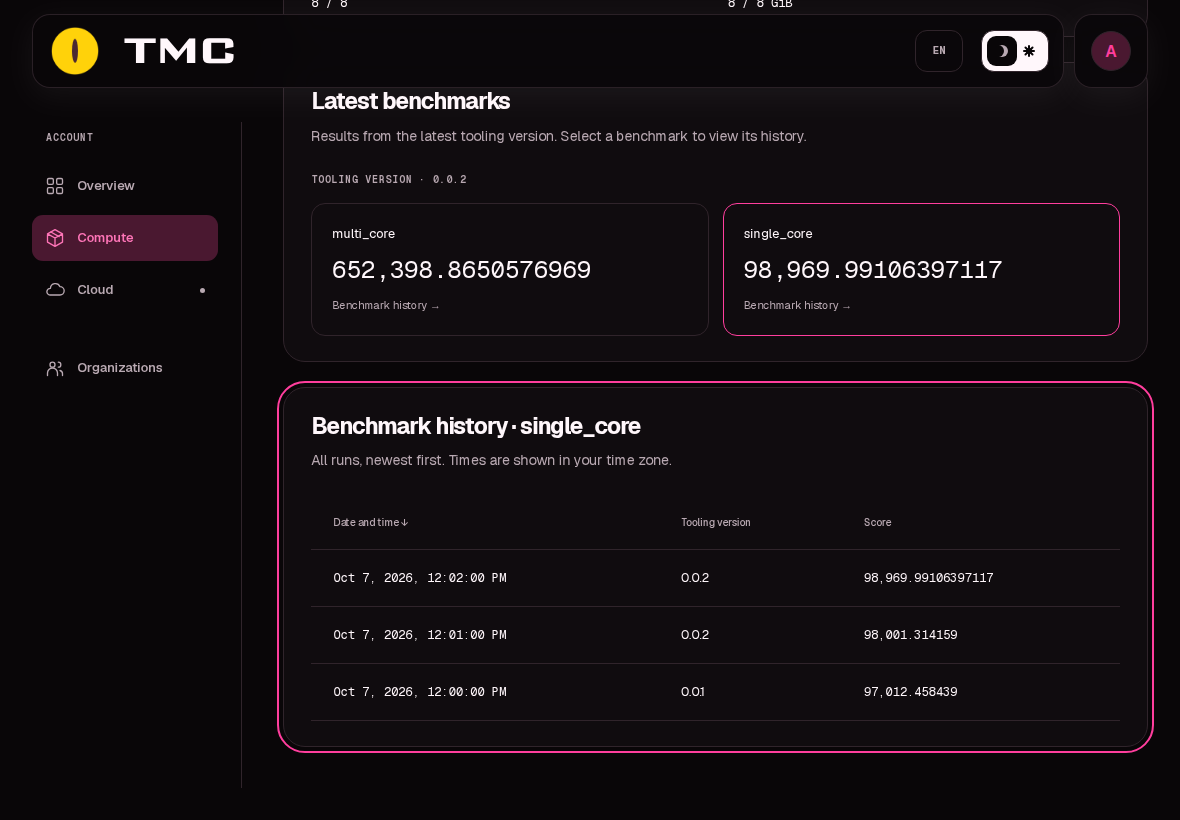 8 / 8
8 / 8 GiB
TMC
EN
A
ACCOUNT
Overview
Compute
Cloud
Organizations
Latest benchmarks
Results from the latest tooling version. Select a benchmark to view its history.
TOOLING VERSION · 0.0.2
multi_core
652,398.8650576969
Benchmark history →
single_core
98,969.99106397117
Benchmark history →
Benchmark history · single_core
All runs, newest first. Times are shown in your time zone.
Date and time ↓ Tooling version Score
Oct 7, 2026, 12:02:00 PM 0.0.2 98,969.99106397117
Oct 7, 2026, 12:01:00 PM 0.0.2 98,001.314159
Oct 7, 2026, 12:00:00 PM 0.0.1 97,012.458439